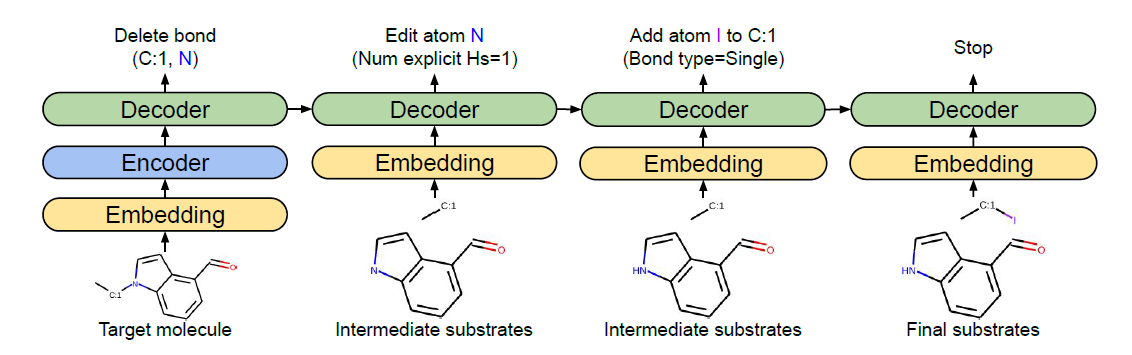 Delete bond
(C:1, N)
Edit atom N
(Num explicit Hs=1)
Add atom I to C:1
(Bond type=Single)
Stop
Decoder
Decoder
Decoder
Decoder
Encoder
Embedding
Embedding
Embedding
Embedding
C:1
N
O
C:1
N
O
C:1
HN
O
C:1
I
HN
O
Target molecule
Intermediate substrates
Intermediate substrates
Final substrates